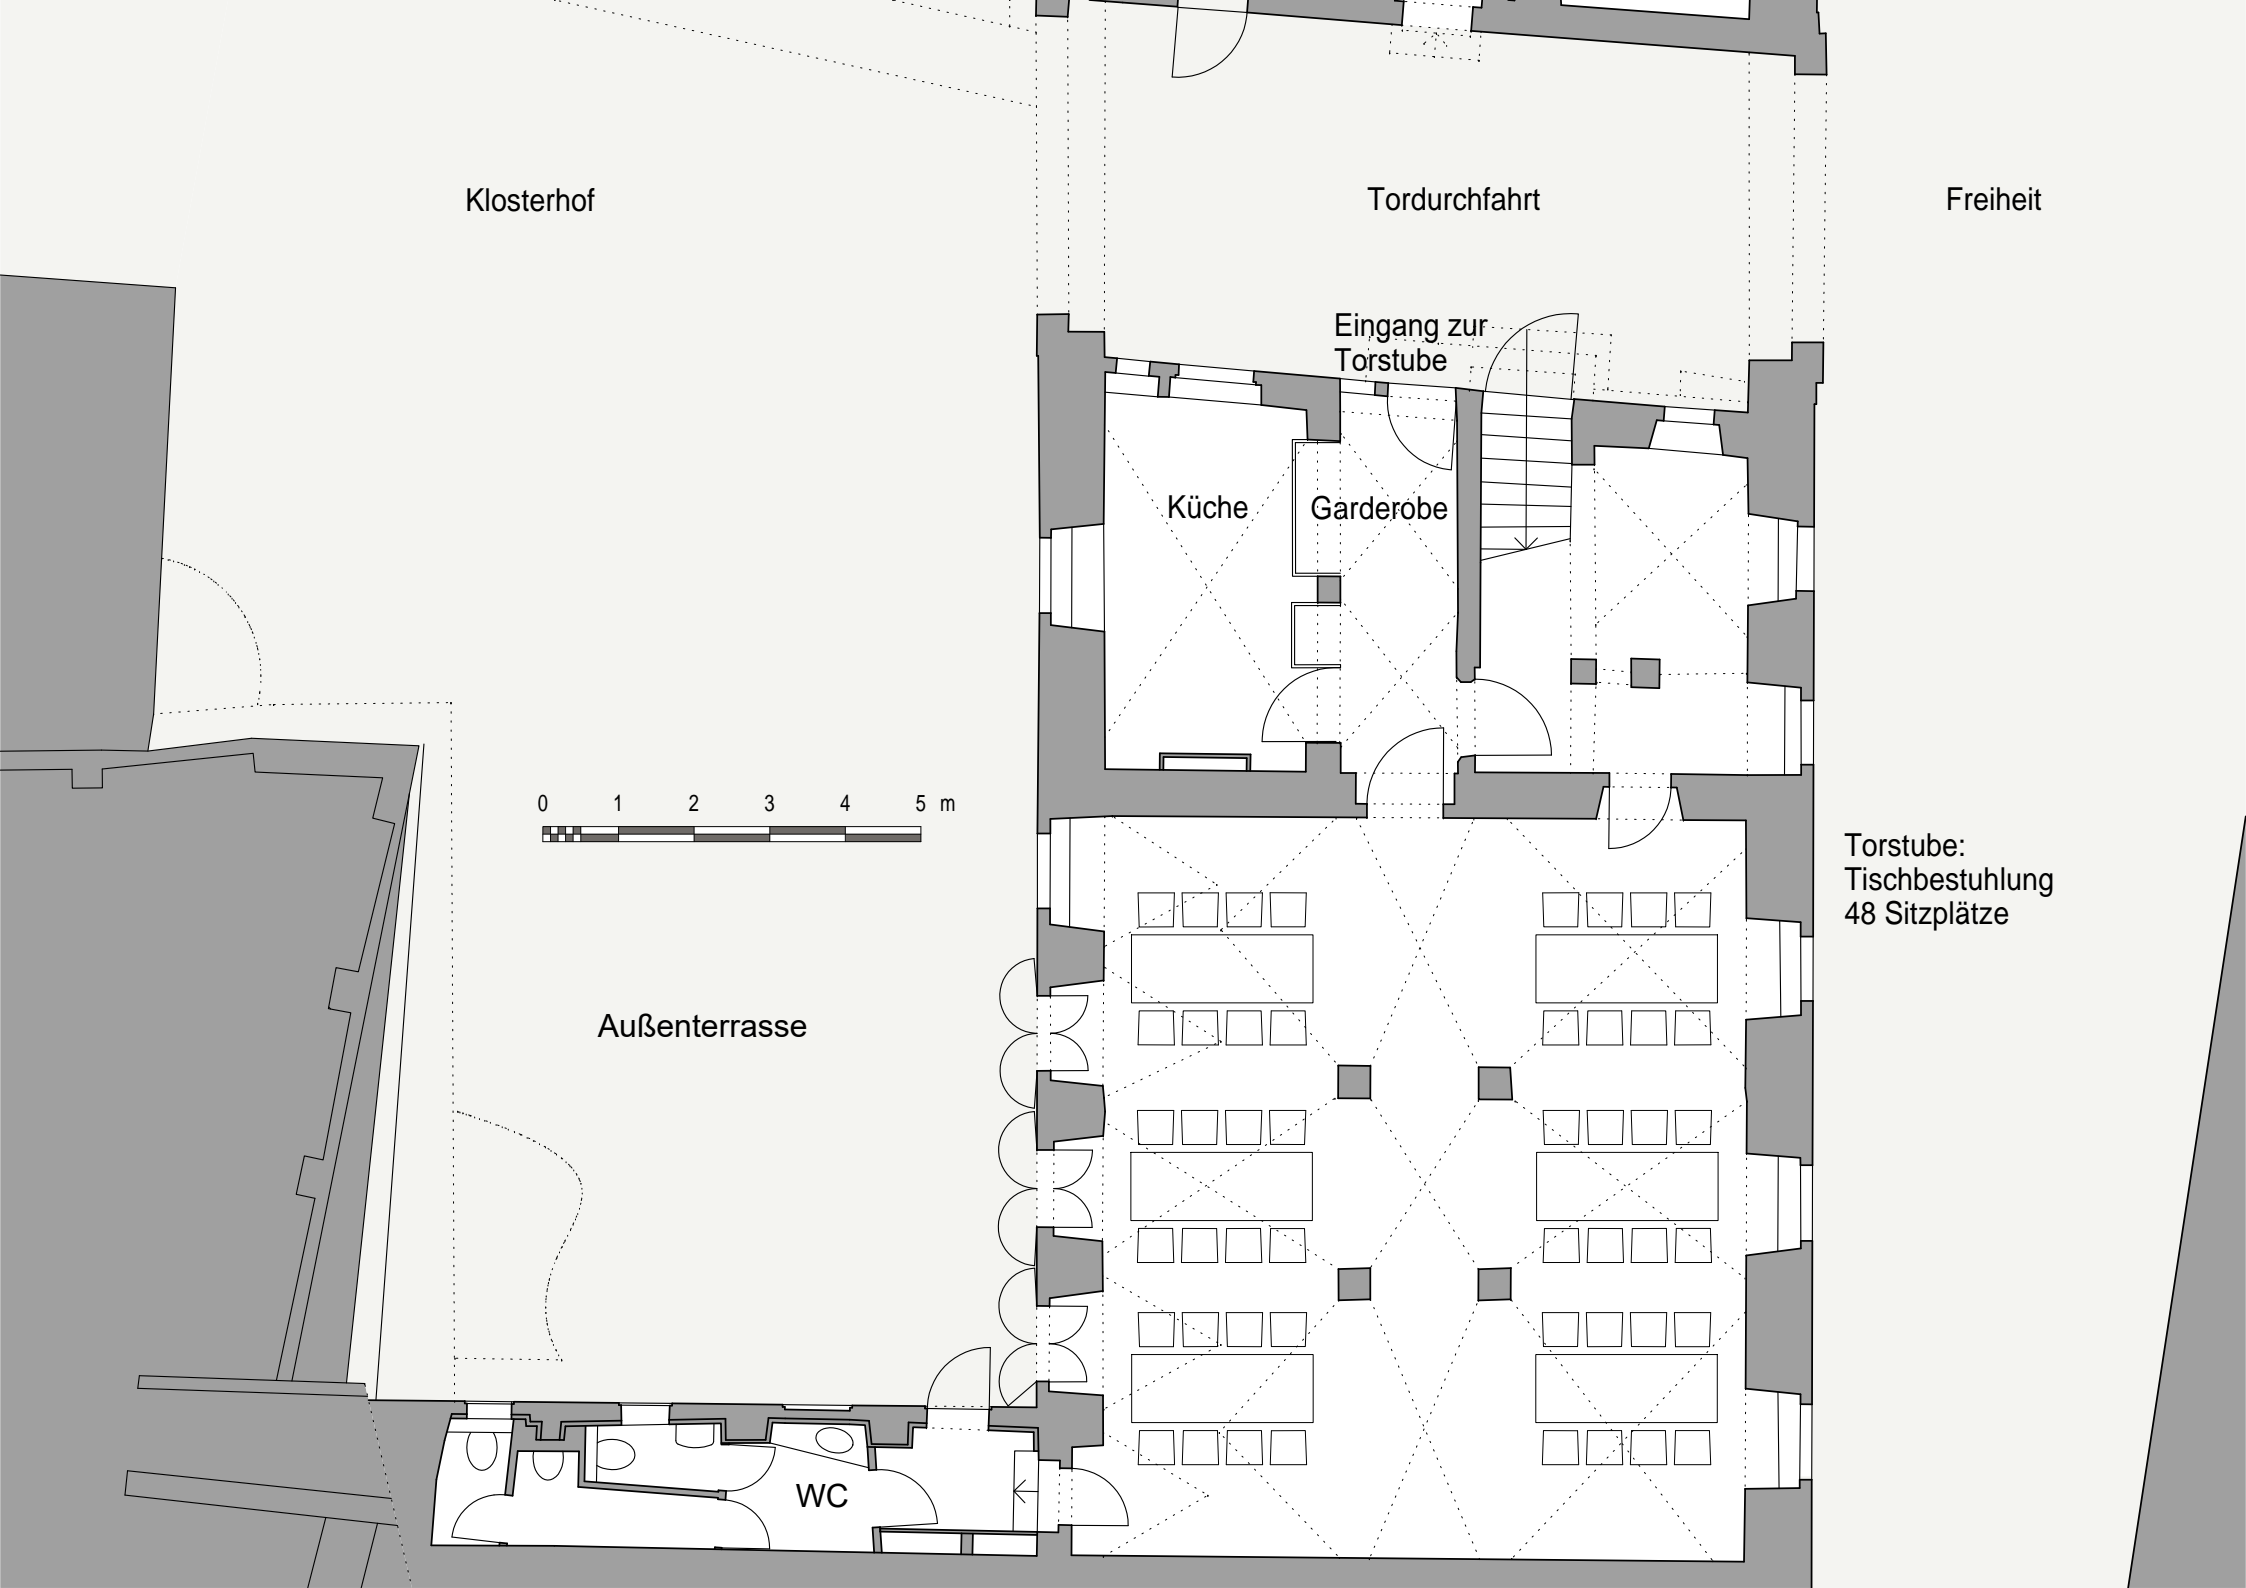 Klosterhof
Tordurchfahrt
Freiheit
Eingang zur
Torstube
Küche
Garderobe
0 1 2 3 4 5 m
Torstube:
Tischbestuhlung
48 Sitzplätze
Außenterrasse
WC